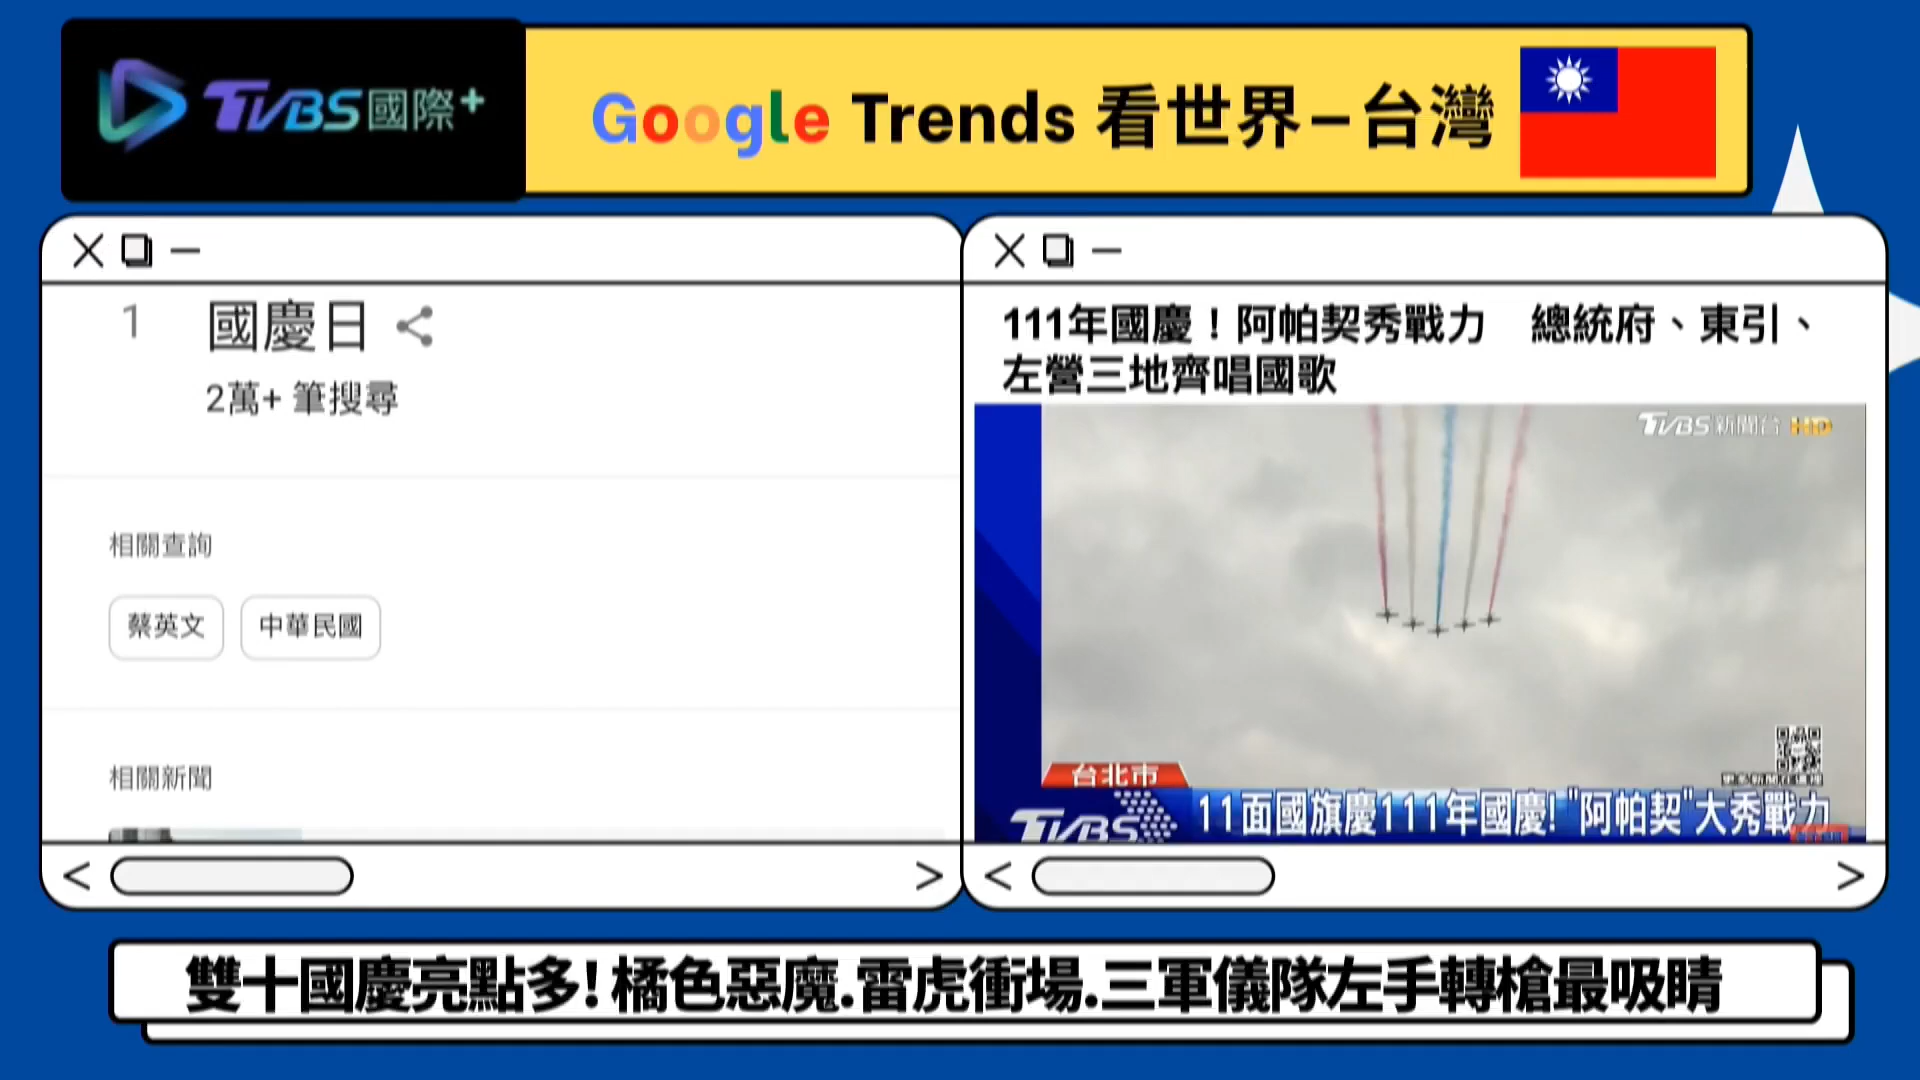 TVBS國際+
Google Trends 看世界-台灣
1 國慶日
2萬+ 筆搜尋
相關查詢
蔡英文 中華民國
相關新聞
111年國慶！阿帕契秀戰力　總統府、東引、
左營三地齊唱國歌
TVBS新聞台 HD
台北市
TVBS 11面國旗慶111年國慶! "阿帕契"大秀戰力
雙十國慶亮點多! 橘色惡魔.雷虎衝場.三軍儀隊左手轉槍最吸睛